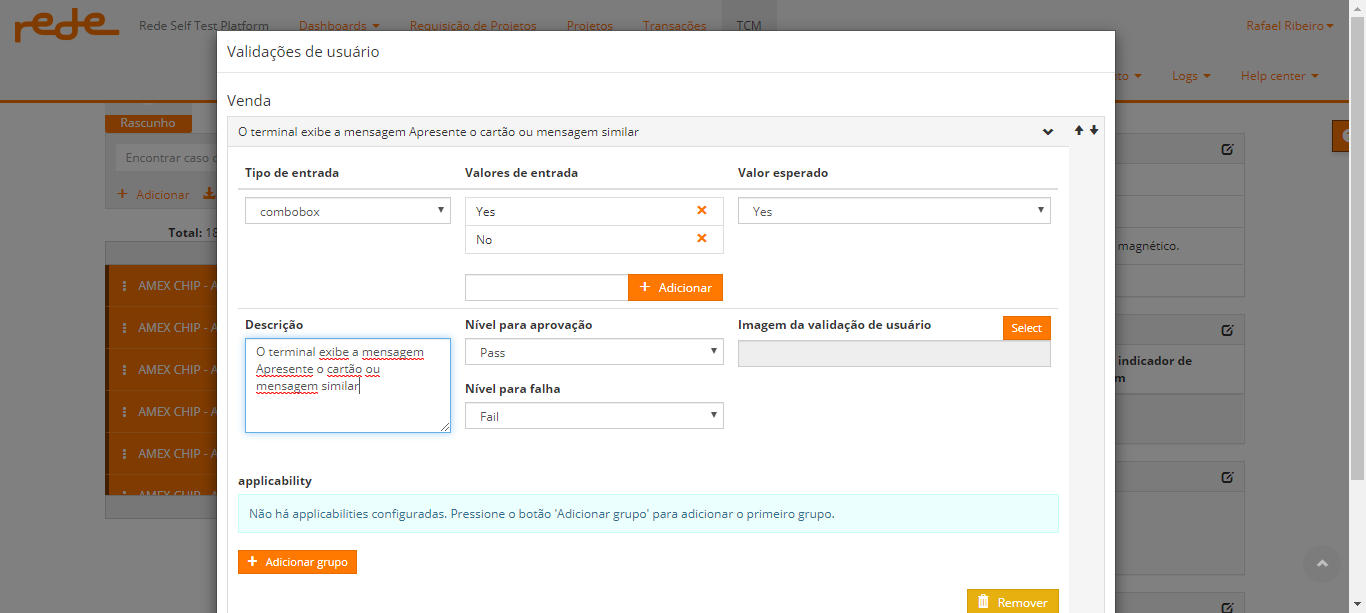 rede Rede Self Test Platform Dashboards Requisição de Projetos Projetos Transações TCM Rafael Ribeiro
Validações de usuário
Logs Help center
Venda
Rascunho
O terminal exibe a mensagem Apresente o cartão ou mensagem similar
Encontrar caso
Tipo de entrada Valores de entrada Valor esperado
+ Adicionar
combobox Yes Yes
Total: 18
No
magnético.
AMEX CHIP - A
+ Adicionar
AMEX CHIP - A
Descrição Nível para aprovação Imagem da validação de usuário Select
O terminal exibe a mensagem
Apresente o cartão ou
mensagem similar
Pass
indicador de
AMEX CHIP - A
Nível para falha
AMEX CHIP - A
Fail
AMEX CHIP - A
applicability
AMEX CHIP - A
Não há applicabilities configuradas. Pressione o botão 'Adicionar grupo' para adicionar o primeiro grupo.
+ Adicionar grupo
Remover